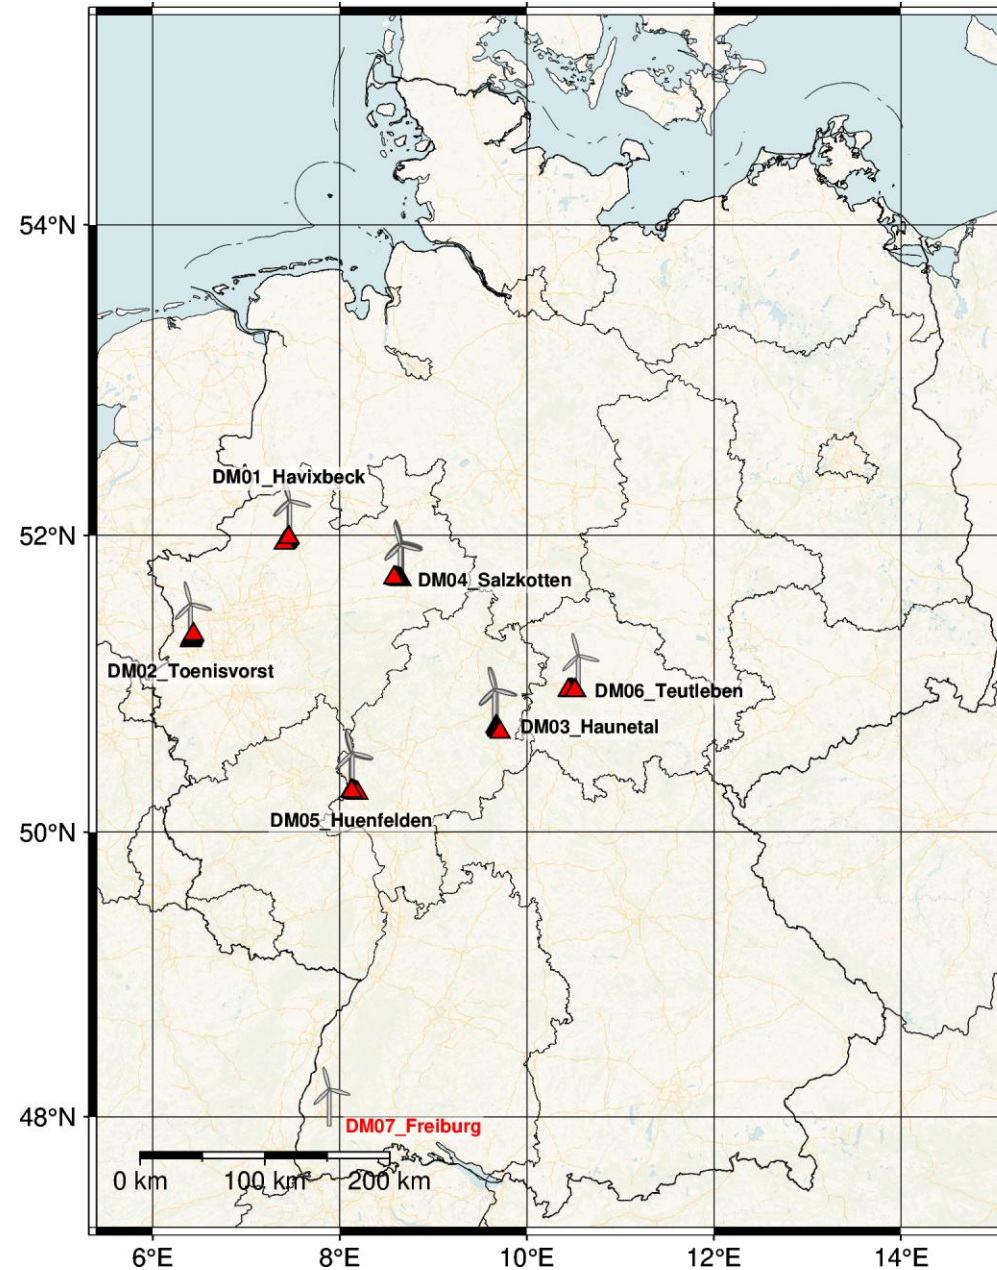 54°N
DM01_Havixbeck
52°N
DM04_Salzkotten
DM02_Toenisvorst
DM06_Teutleben
DM03_Haunetal
DM05_Huenfelden
50°N
48°N
DM07_Freiburg
0 km 100 km 200 km
6°E 8°E 10°E 12°E 14°E